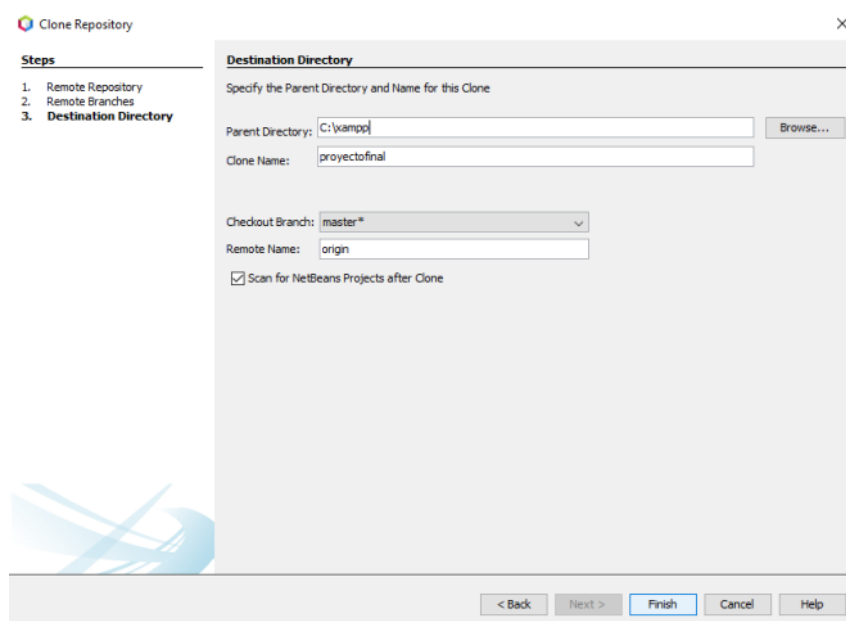 Clone Repository
Steps
1. Remote Repository
2. Remote Branches
3. Destination Directory
Destination Directory
Specify the Parent Directory and Name for this Clone
Parent Directory: C:\xampp Browse...
Clone Name: proyectofinal
Checkout Branch: master*
Remote Name: origin
Scan for NetBeans Projects after Clone
< Back Next > Finish Cancel Help